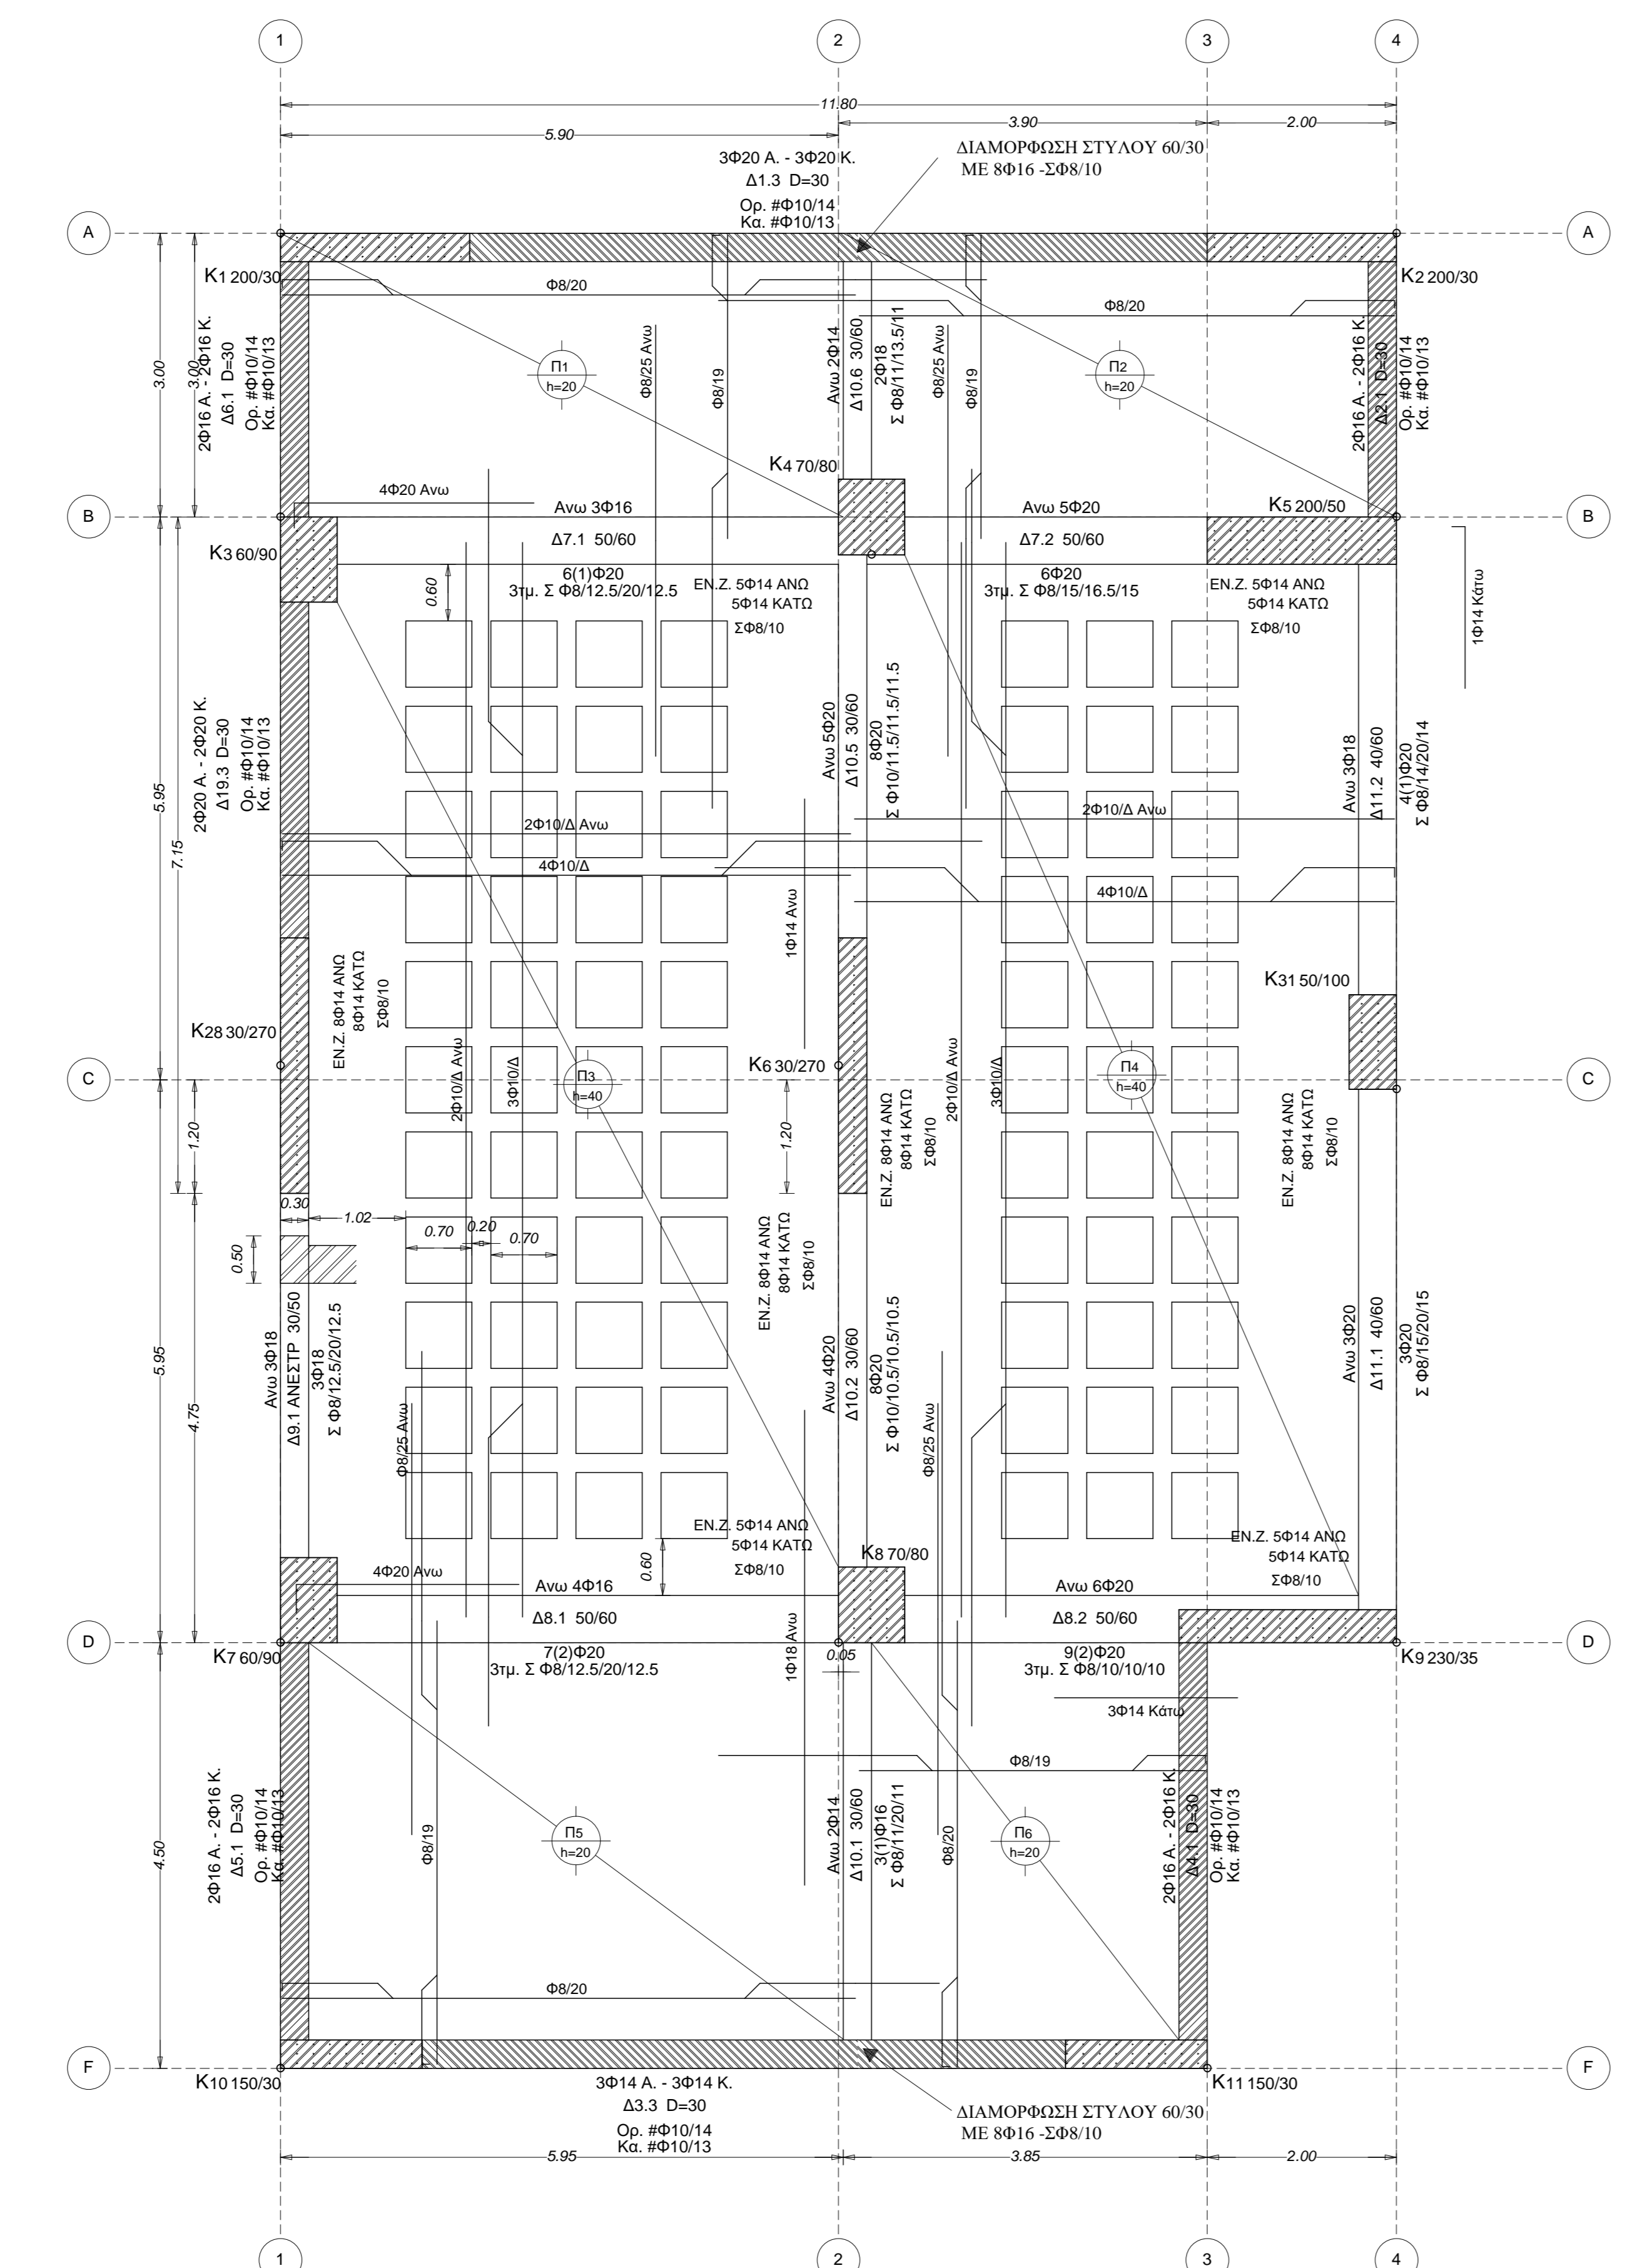 1
2
3
4
11.80
3.90
2.00
5.90
ΔΙΑΜΟΡΦΩΣΗ ΣΤΥΛΟΥ 60/30
ΜΕ 8Φ16 -ΣΦ8/10
3Φ20 Α. - 3Φ20 Κ.
Δ1.3 D=30
Ορ. #Φ10/14
Κα. #Φ10/13
A
A
K1 200/30
K2 200/30
Φ8/20
Φ8/20
3.00
3.00
2Φ16 Α. - 2Φ16 Κ.
Δ6.1 D=30
Ορ. #Φ10/14
Κα. #Φ10/13
Π1
h=20
Φ8/25 Ανω
Φ8/19
Ανω 2Φ14
Δ10.6 30/60
2Φ18
Σ Φ8/11/13.5/11
Φ8/25 Ανω
Φ8/19
Π2
h=20
2Φ16 Α. - 2Φ16 Κ.
Δ2.1 D=30
Ορ. #Φ10/14
Κα. #Φ10/13
K4 70/80
4Φ20 Ανω
Ανω 3Φ16
Ανω 5Φ20
K5 200/50
B
B
K3 60/90
Δ7.1 50/60
Δ7.2 50/60
6(1)Φ20
3τμ. Σ Φ8/12.5/20/12.5
6Φ20
3τμ. Σ Φ8/15/16.5/15
0.60
ΕΝ.Ζ. 5Φ14 ΑΝΩ
5Φ14 ΚΑΤΩ
ΣΦ8/10
ΕΝ.Ζ. 5Φ14 ΑΝΩ
5Φ14 ΚΑΤΩ
ΣΦ8/10
1Φ14 Κάτω
5.95
7.15
2Φ20 Α. - 2Φ20 Κ.
Δ19.3 D=30
Ορ. #Φ10/14
Κα. #Φ10/13
Ανω 5Φ20
Δ10.5 30/60
8Φ20
Σ Φ10/11.5/11.5/11.5
Ανω 3Φ18
Δ11.2 40/60
4(1)Φ20
Σ Φ8/14/20/14
2Φ10/Δ Ανω
2Φ10/Δ Ανω
4Φ10/Δ
4Φ10/Δ
1Φ14 Ανω
ΕΝ.Ζ. 8Φ14 ΑΝΩ
8Φ14 ΚΑΤΩ
ΣΦ8/10
K31 50/100
K28 30/270
K6 30/270
2Φ10/Δ Ανω
3Φ10/Δ
2Φ10/Δ Ανω
3Φ10/Δ
Π3
h=40
Π4
h=40
C
C
1.20
1.20
ΕΝ.Ζ. 8Φ14 ΑΝΩ
8Φ14 ΚΑΤΩ
ΣΦ8/10
ΕΝ.Ζ. 8Φ14 ΑΝΩ
8Φ14 ΚΑΤΩ
ΣΦ8/10
0.30
1.02
0.50
0.70
0.20
0.70
ΕΝ.Ζ. 8Φ14 ΑΝΩ
8Φ14 ΚΑΤΩ
ΣΦ8/10
5.95
4.75
Ανω 3Φ18
Δ9.1 ΑΝΕΣΤΡ 30/50
3Φ18
Σ Φ8/12.5/20/12.5
Φ8/25 Ανω
Ανω 4Φ20
Δ10.2 30/60
8Φ20
Σ Φ10/10.5/10.5/10.5
Φ8/25 Ανω
Ανω 3Φ20
Δ11.1 40/60
3Φ20
Σ Φ8/15/20/15
ΕΝ.Ζ. 5Φ14 ΑΝΩ
5Φ14 ΚΑΤΩ
ΣΦ8/10
0.60
ΕΝ.Ζ. 5Φ14 ΑΝΩ
5Φ14 ΚΑΤΩ
ΣΦ8/10
K8 70/80
4Φ20 Ανω
Ανω 4Φ16
Ανω 6Φ20
Δ8.1 50/60
Δ8.2 50/60
D
D
K7 60/90
7(2)Φ20
3τμ. Σ Φ8/12.5/20/12.5
0.05
9(2)Φ20
3τμ. Σ Φ8/10/10/10
K9 230/35
1Φ18 Ανω
3Φ14 Κάτω
Φ8/19
4.50
2Φ16 Α. - 2Φ16 Κ.
Δ5.1 D=30
Ορ. #Φ10/14
Κα. #Φ10/13
Φ8/19
Π5
h=20
Ανω 2Φ14
Δ10.1 30/60
3(1)Φ16
Σ Φ8/11/20/11
Φ8/20
Π6
h=20
2Φ16 Α. - 2Φ16 Κ.
Δ4.1 D=30
Ορ. #Φ10/14
Κα. #Φ10/13
Φ8/20
F
F
K10 150/30
K11 150/30
3Φ14 Α. - 3Φ14 Κ.
Δ3.3 D=30
Ορ. #Φ10/14
Κα. #Φ10/13
ΔΙΑΜΟΡΦΩΣΗ ΣΤΥΛΟΥ 60/30
ΜΕ 8Φ16 -ΣΦ8/10
5.95
3.85
2.00
1
2
3
4